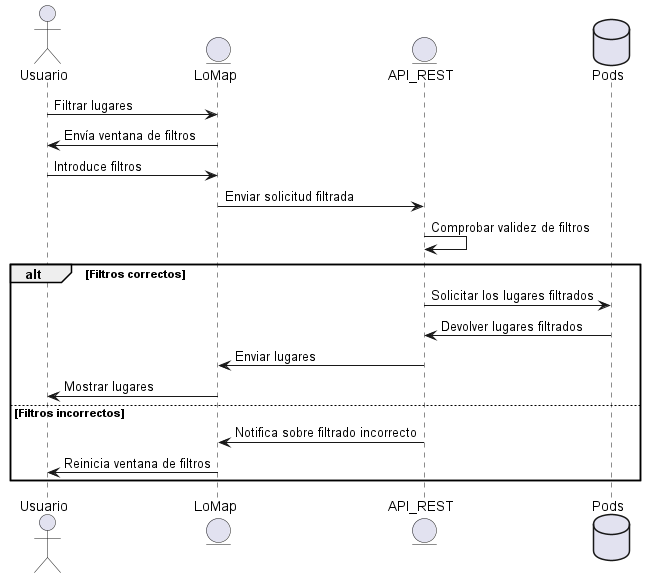 Usuario
LoMap
API_REST
Pods
Filtrar lugares
Envía ventana de filtros
Introduce filtros
Enviar solicitud filtrada
Comprobar validez de filtros
alt
[Filtros correctos]
Solicitar los lugares filtrados
Devolver lugares filtrados
Enviar lugares
Mostrar lugares
[Filtros incorrectos]
Notifica sobre filtrado incorrecto
Reinicia ventana de filtros
Usuario
LoMap
API_REST
Pods